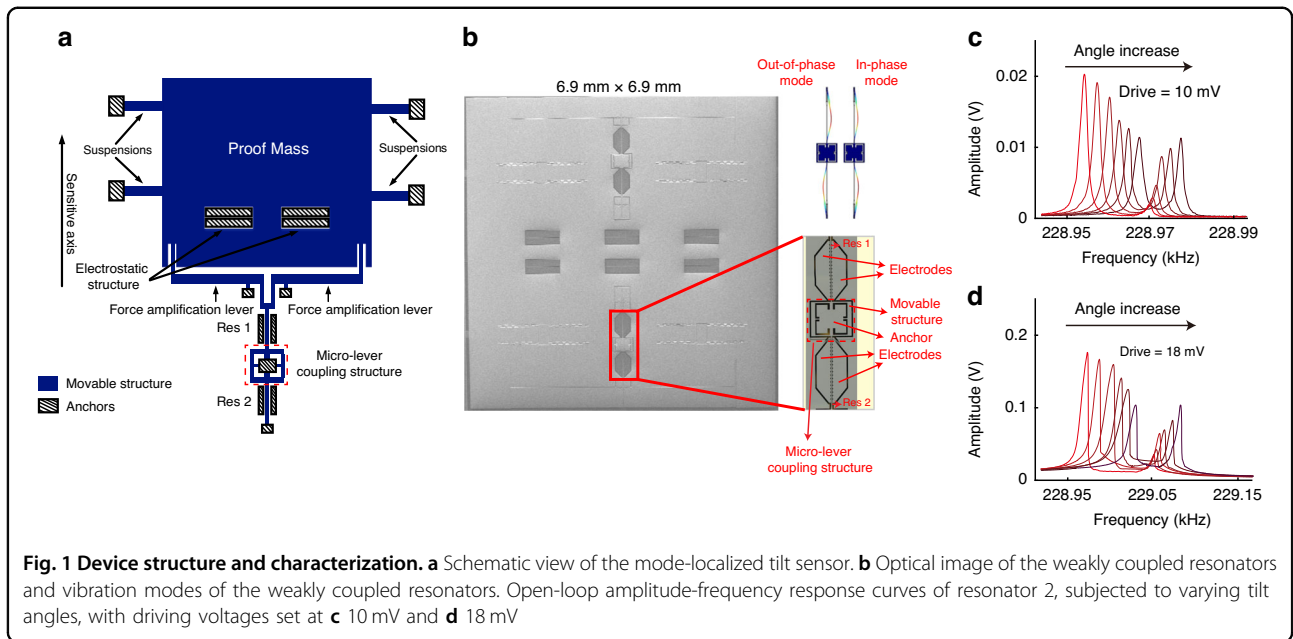 a
Suspensions
Suspensions
Proof Mass
Sensitive axis
Electrostatic
structure
Force amplification lever
Force amplification lever
Res 1
Micro-lever
coupling structure
Movable structure
Anchors
Res 2
b
6.9 mm × 6.9 mm
Out-of-phase
mode
In-phase
mode
Res 1
Electrodes
Movable
structure
Anchor
Electrodes
Res 2
Micro-lever
coupling structure
c
Angle increase
Drive = 10 mV
Amplitude (V)
0.02
0.01
0
228.95 228.97 228.99
Frequency (kHz)
d
Angle increase
Drive = 18 mV
Amplitude (V)
0.2
0.1
0
228.95 229.05 229.15
Frequency (kHz)
Fig. 1 Device structure and characterization. a Schematic view of the mode-localized tilt sensor. b Optical image of the weakly coupled resonators
and vibration modes of the weakly coupled resonators. Open-loop amplitude-frequency response curves of resonator 2, subjected to varying tilt
angles, with driving voltages set at c 10 mV and d 18 mV